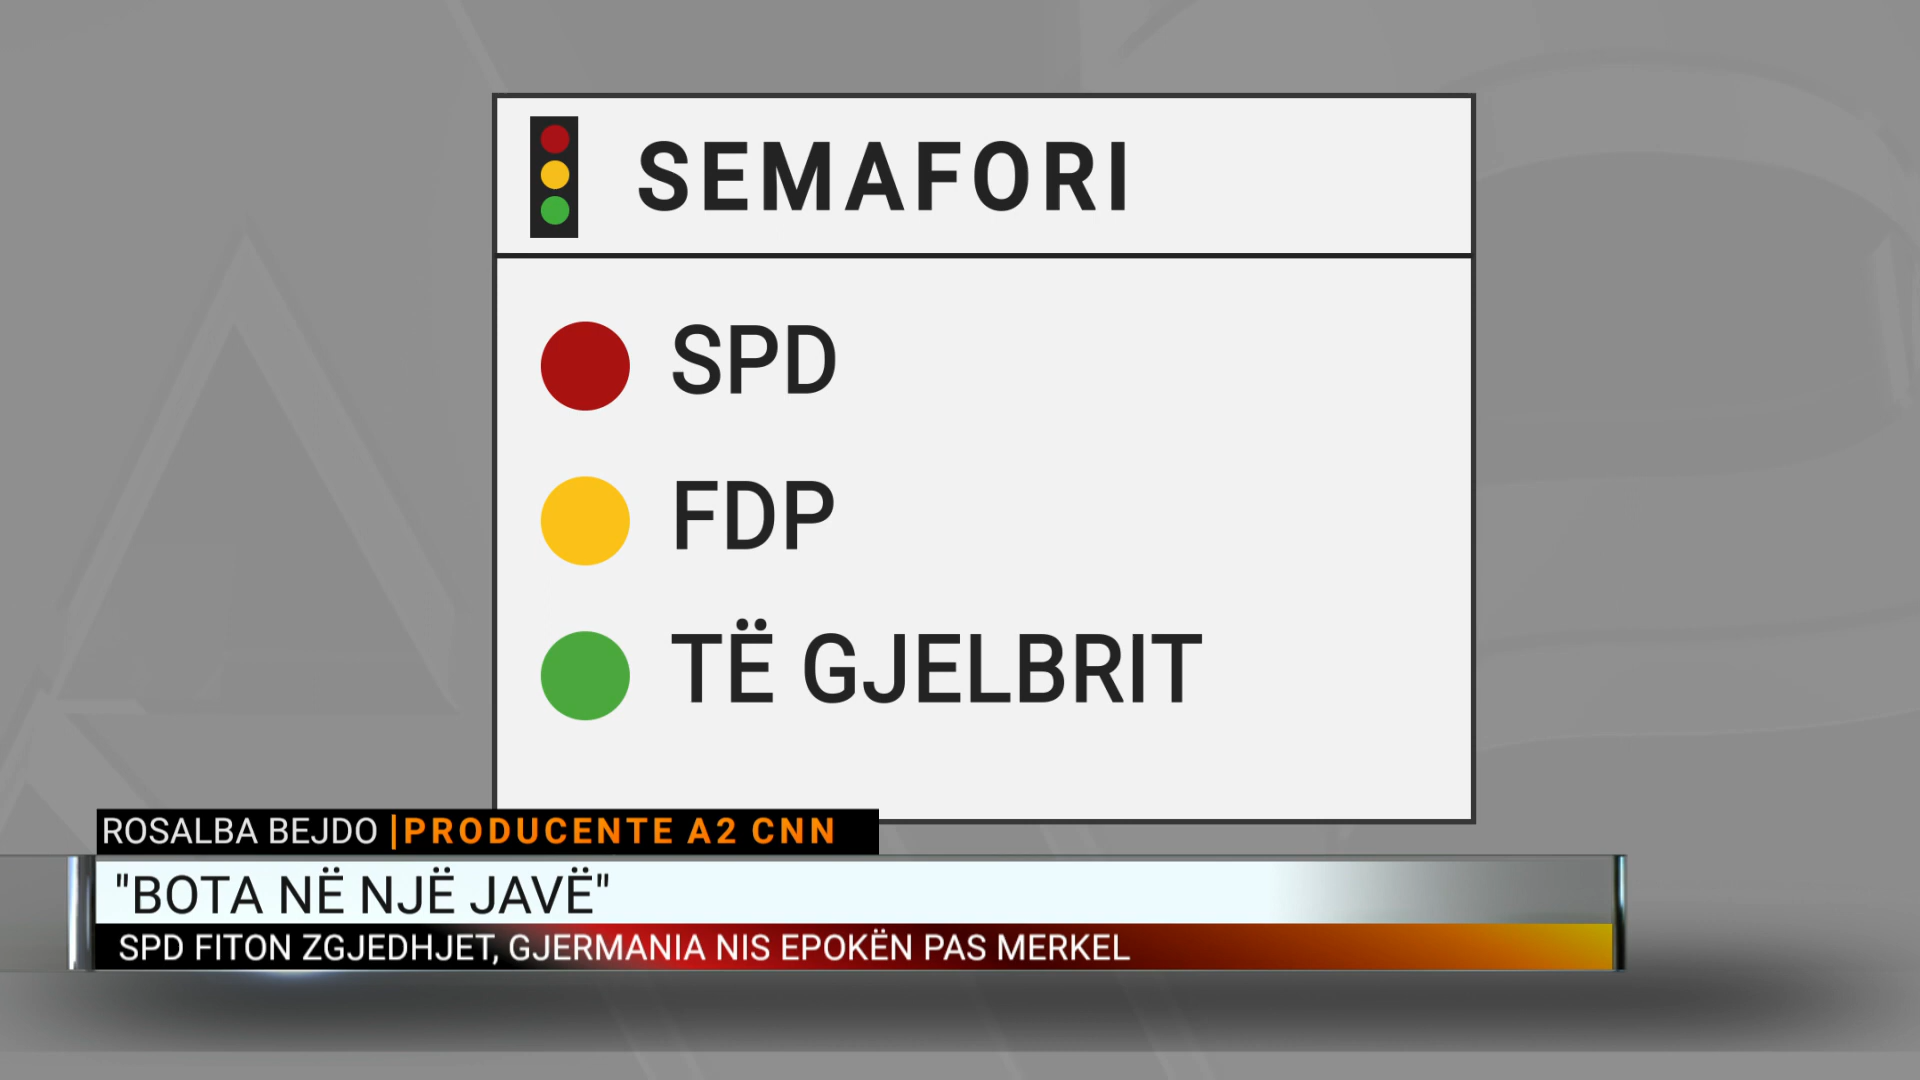 SEMAFORI
SPD
FDP
TË GJELBRIT
ROSALBA BEJDO |PRODUCENTE A2 CNN
"BOTA NË NJË JAVË"
SPD FITON ZGJEDHJET, GJERMANIA NIS EPOKËN PAS MERKEL